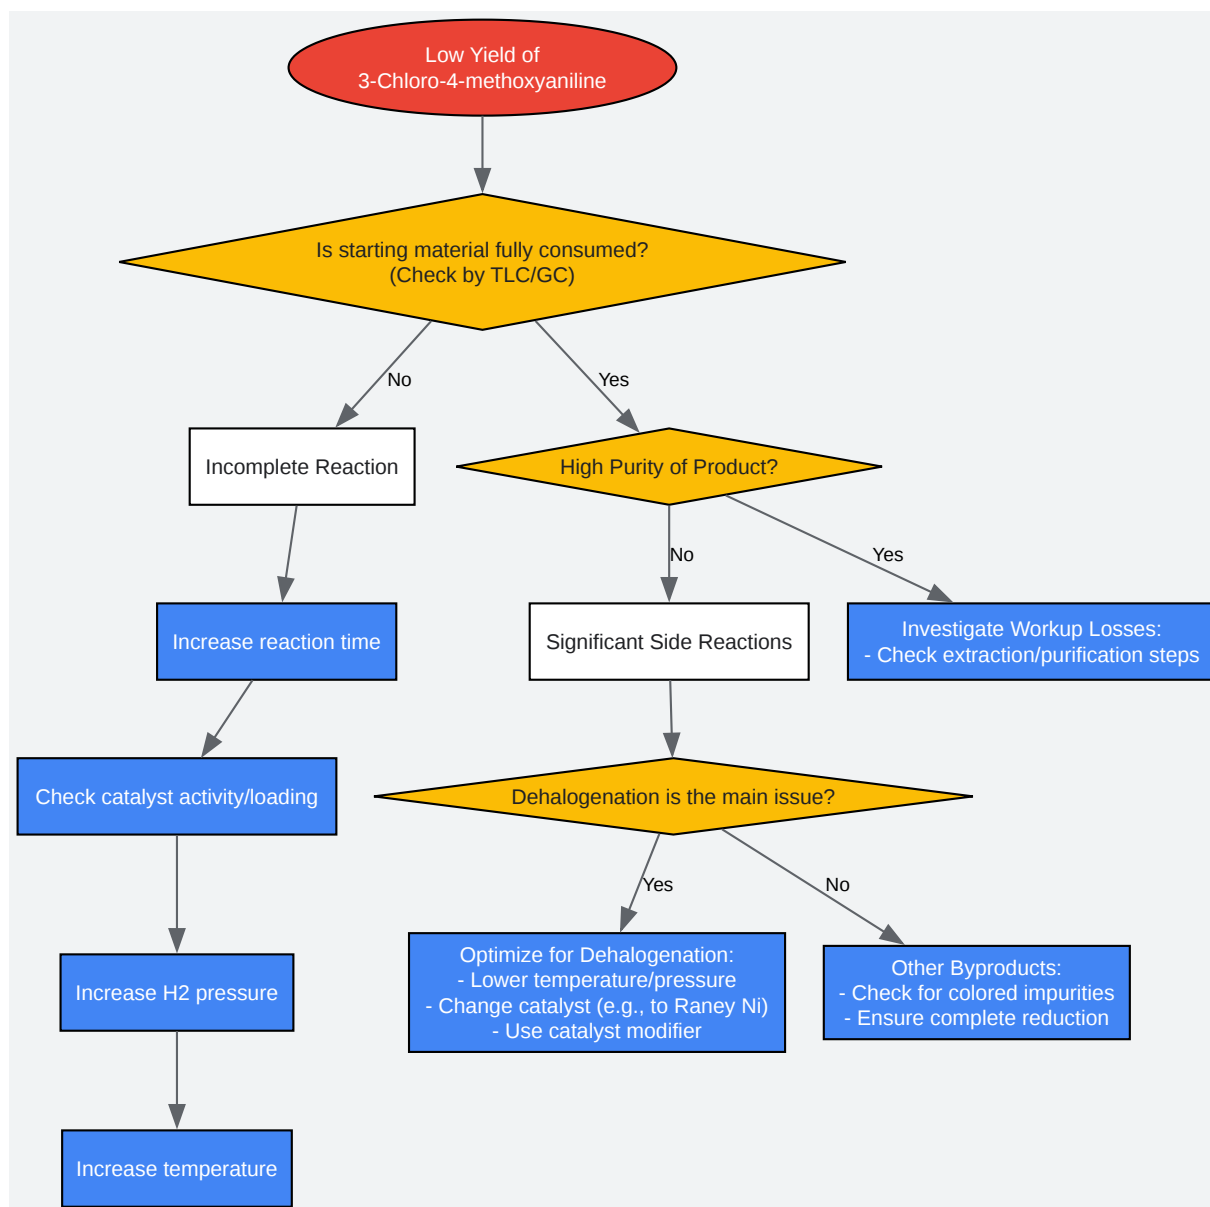 Low Yield of
3-Chloro-4-methoxyaniline
Is starting material fully consumed?
(Check by TLC/GC)
No
Yes
Incomplete Reaction
High Purity of Product?
No
Yes
Increase reaction time
Significant Side Reactions
Investigate Workup Losses:
- Check extraction/purification steps
Check catalyst activity/loading
Dehalogenation is the main issue?
Yes
No
Increase H2 pressure
Optimize for Dehalogenation:
- Lower temperature/pressure
- Change catalyst (e.g., to Raney Ni)
- Use catalyst modifier
Other Byproducts:
- Check for colored impurities
- Ensure complete reduction
Increase temperature